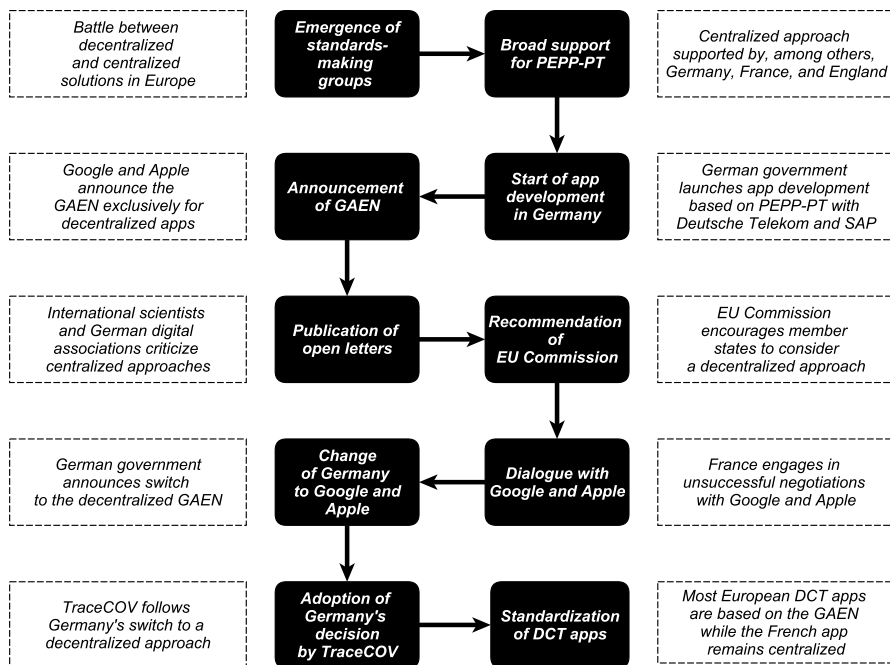 Battle between
decentralized
and centralized
solutions in Europe
Emergence of
standards-
making
groups
Broad support
for PEPP-PT
Centralized approach
supported by, among others,
Germany, France, and England
Google and Apple
announce the
GAEN exclusively for
decentralized apps
Announcement
of GAEN
Start of app
development
in Germany
German government
launches app development
based on PEPP-PT with
Deutsche Telekom and SAP
International scientists
and German digital
associations criticize
centralized approaches
Publication of
open letters
Recommendation
of
EU Commission
EU Commission
encourages member
states to consider
a decentralized approach
German government
announces switch
to the decentralized GAEN
Change
of Germany
to Google and
Apple
Dialogue with
Google and Apple
France engages in
unsuccessful negotiations
with Google and Apple
TraceCOV follows
Germany's switch to a
decentralized approach
Adoption of
Germany's
decision
by TraceCOV
Standardization
of DCT apps
Most European DCT apps
are based on the GAEN
while the French app
remains centralized